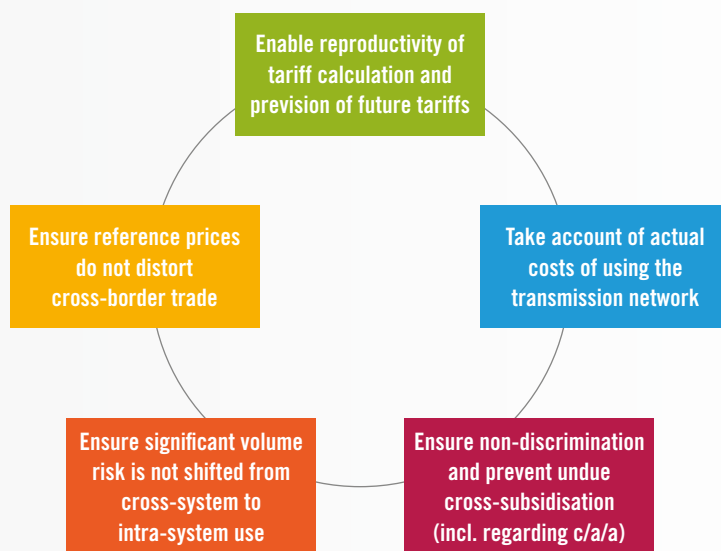 Enable reproductivity of
tariff calculation and
prevision of future tariffs
Take account of actual
costs of using the
transmission network
Ensure non-discrimination
and prevent undue
cross-subsidisation
(incl. regarding c/a/a)
Ensure significant volume
risk is not shifted from
cross-system to
intra-system use
Ensure reference prices
do not distort
cross-border trade